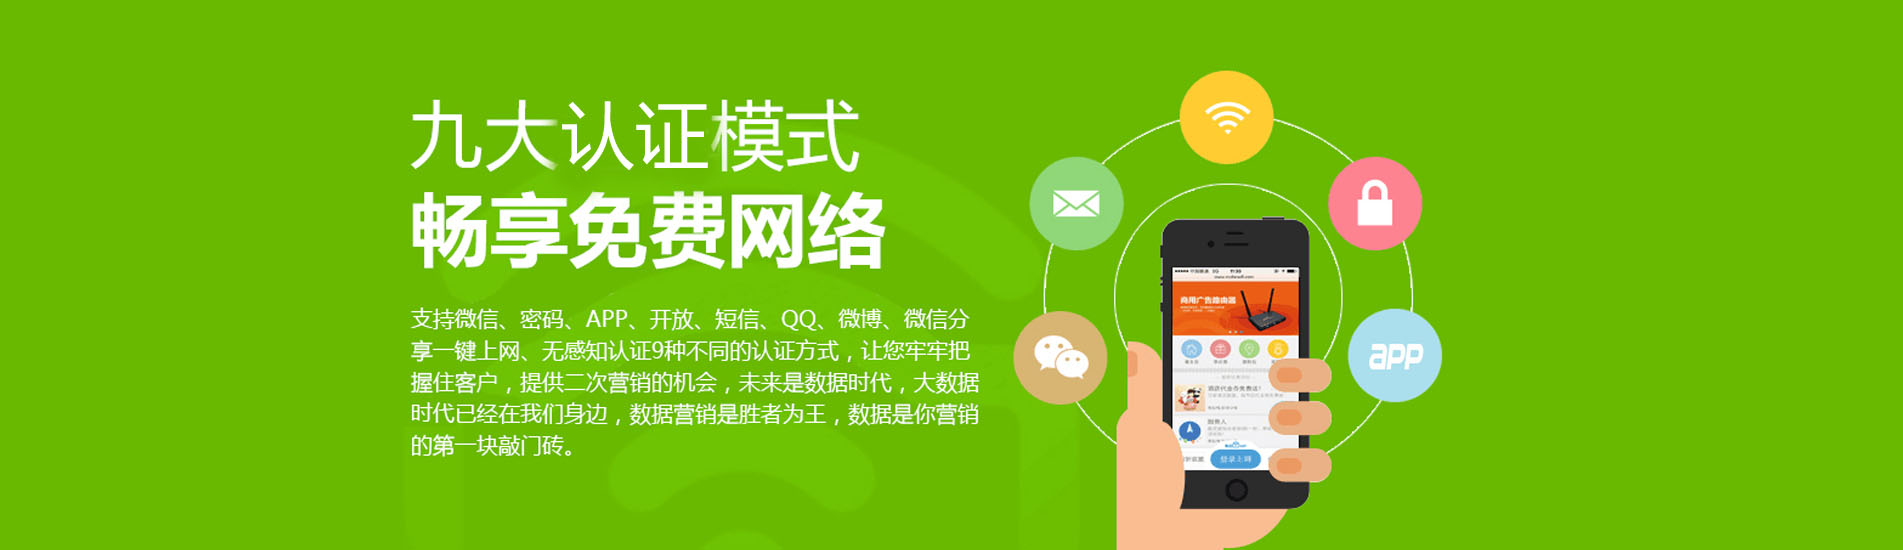 九大认证模式
畅享免费网络
支持微信、密码、APP、开放、短信、QQ、微博、微信分
享一键上网、无感知认证9种不同的认证方式，让您牢牢把
握住客户，提供二次营销的机会，未来是数据时代，大数据
时代已经在我们身边，数据营销是胜者为王，数据是你营销
的第一块敲门砖。
app
11:35
商用广告路由器
登录上网